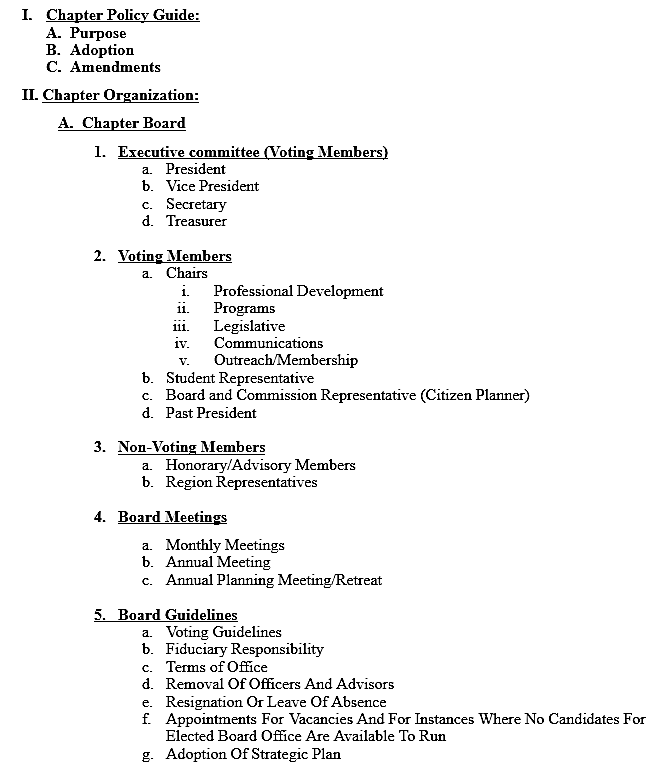 I. Chapter Policy Guide:
A. Purpose
B. Adoption
C. Amendments
II. Chapter Organization:
A. Chapter Board
1. Executive committee (Voting Members)
a. President
b. Vice President
c. Secretary
d. Treasurer
2. Voting Members
a. Chairs
i. Professional Development
ii. Programs
iii. Legislative
iv. Communications
v. Outreach/Membership
b. Student Representative
c. Board and Commission Representative (Citizen Planner)
d. Past President
3. Non-Voting Members
a. Honorary/Advisory Members
b. Region Representatives
4. Board Meetings
a. Monthly Meetings
b. Annual Meeting
c. Annual Planning Meeting/Retreat
5. Board Guidelines
a. Voting Guidelines
b. Fiduciary Responsibility
c. Terms of Office
d. Removal Of Officers And Advisors
e. Resignation Or Leave Of Absence
f. Appointments For Vacancies And For Instances Where No Candidates For
Elected Board Office Are Available To Run
g. Adoption Of Strategic Plan